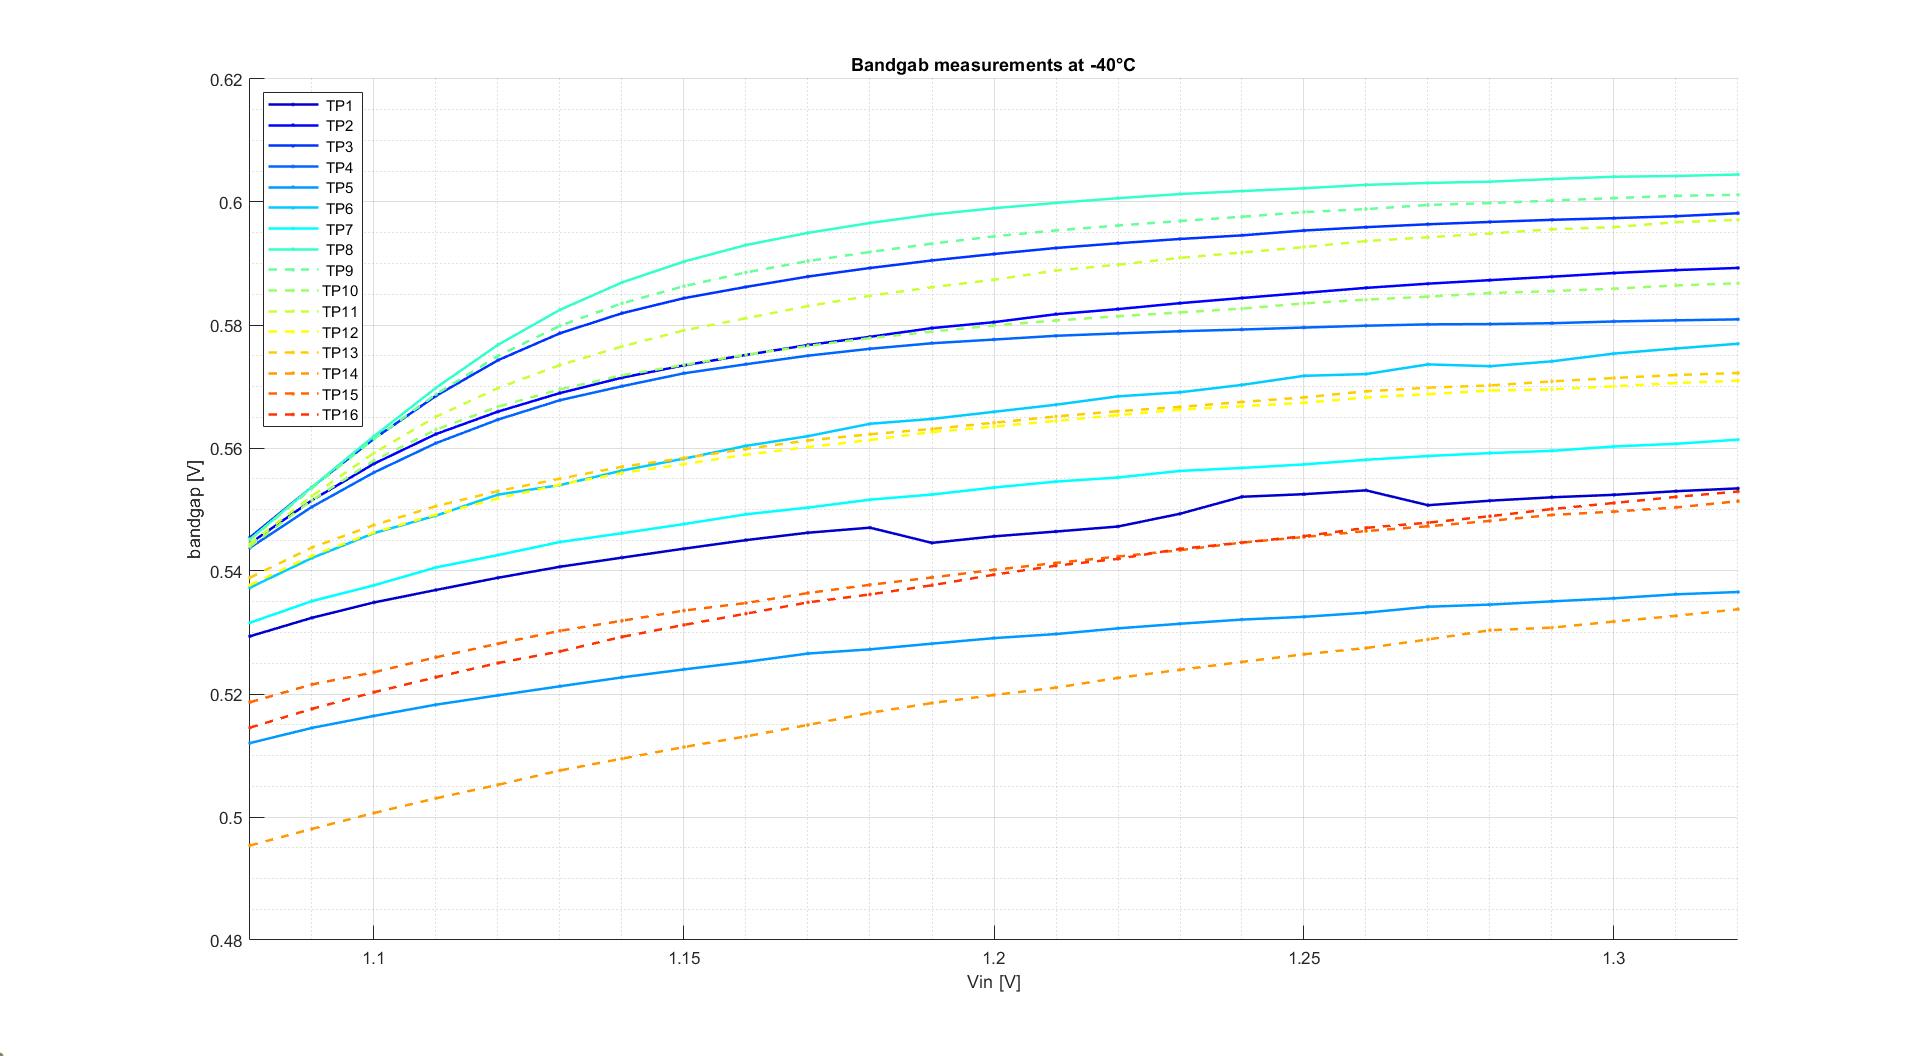 Bandgab measurements at -40°C
0.62
0.6
0.58
0.56
0.54
0.52
0.5
0.48
bandgap [V]
TP1
TP2
TP3
TP4
TP5
TP6
TP7
TP8
TP9
TP10
TP11
TP12
TP13
TP14
TP15
TP16
1.1
1.15
1.2
1.25
1.3
Vin [V]